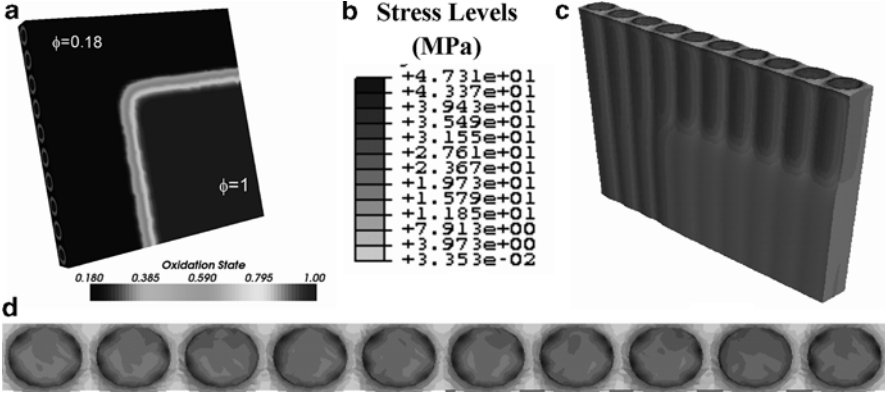 a
ϕ=0.18
ϕ=1
Oxidation State
0.180 0.385 0.590 0.795 1.00
b Stress Levels
(MPa)
+4.731e+01
+4.337e+01
+3.943e+01
+3.549e+01
+3.155e+01
+2.761e+01
+2.367e+01
+1.973e+01
+1.579e+01
+1.185e+01
+7.913e+00
+3.973e+00
+3.353e-02
c
d